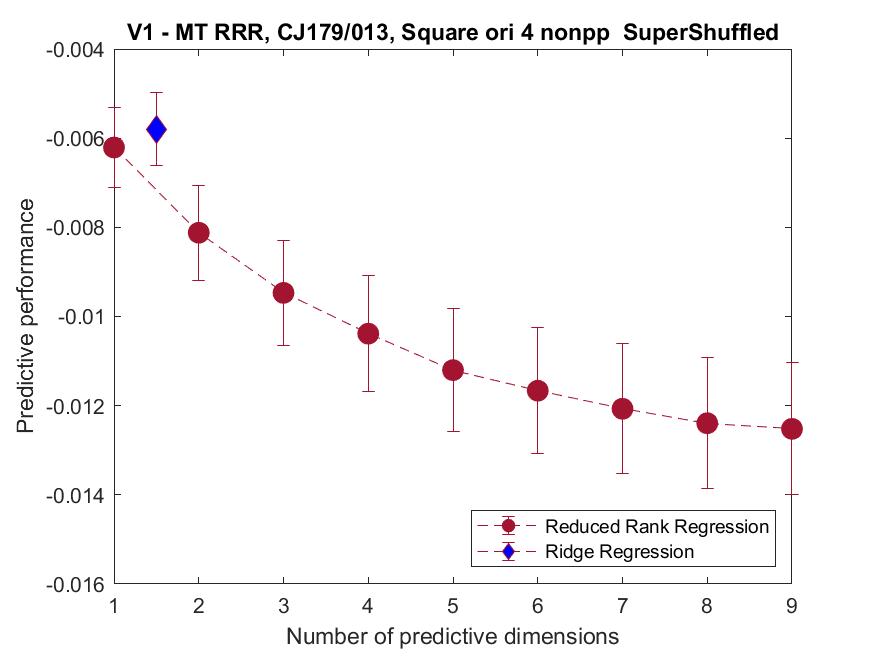 V1 - MT RRR, CJ179/013, Square ori 4 nonpp  SuperShuffled
-0.004
-0.006
-0.008
-0.01
-0.012
-0.014
-0.016
Predictive performance
Reduced Rank Regression
Ridge Regression
1 2 3 4 5 6 7 8 9
Number of predictive dimensions